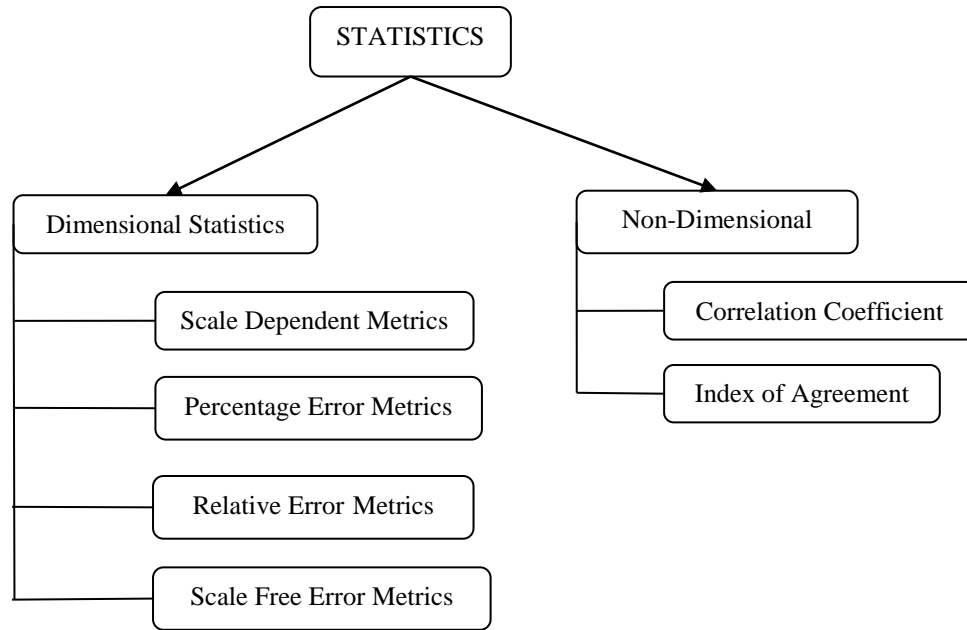 STATISTICS
Dimensional Statistics
Scale Dependent Metrics
Percentage Error Metrics
Relative Error Metrics
Scale Free Error Metrics
Non-Dimensional
Correlation Coefficient
Index of Agreement